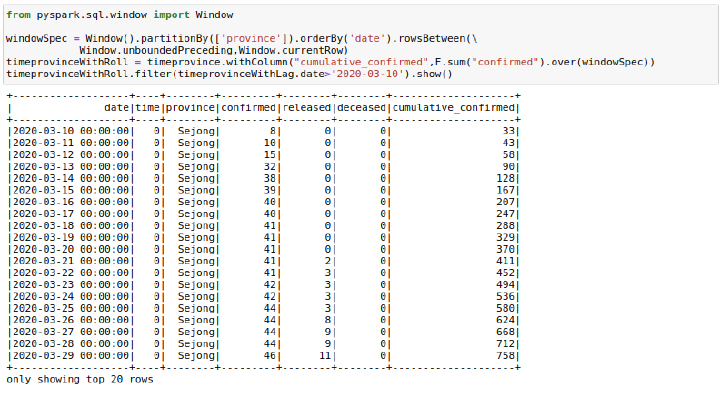 from pyspark.sql.window import Window
windowSpec = Window().partitionBy(['province']).orderBy('date').rowsBetween(\
            Window.unboundedPreceding,Window.currentRow)
timeprovinceWithRoll = timeprovince.withColumn("cumulative_confirmed",F.sum("confirmed").over(windowSpec))
timeprovinceWithRoll.filter(timeprovinceWithLag.date>'2020-03-10').show()
+-------------------+----+--------+---------+--------+--------+--------------------+
|               date|time|province|confirmed|released|deceased|cumulative_confirmed|
+-------------------+----+--------+---------+--------+--------+--------------------+
|2020-03-10 00:00:00|   0|  Sejong|        8|       0|       0|                  33|
|2020-03-11 00:00:00|   0|  Sejong|       10|       0|       0|                  43|
|2020-03-12 00:00:00|   0|  Sejong|       15|       0|       0|                  58|
|2020-03-13 00:00:00|   0|  Sejong|       32|       0|       0|                  90|
|2020-03-14 00:00:00|   0|  Sejong|       38|       0|       0|                 128|
|2020-03-15 00:00:00|   0|  Sejong|       39|       0|       0|                 167|
|2020-03-16 00:00:00|   0|  Sejong|       40|       0|       0|                 207|
|2020-03-17 00:00:00|   0|  Sejong|       40|       0|       0|                 247|
|2020-03-18 00:00:00|   0|  Sejong|       41|       0|       0|                 288|
|2020-03-19 00:00:00|   0|  Sejong|       41|       0|       0|                 329|
|2020-03-20 00:00:00|   0|  Sejong|       41|       0|       0|                 370|
|2020-03-21 00:00:00|   0|  Sejong|       41|       2|       0|                 411|
|2020-03-22 00:00:00|   0|  Sejong|       41|       3|       0|                 452|
|2020-03-23 00:00:00|   0|  Sejong|       42|       3|       0|                 494|
|2020-03-24 00:00:00|   0|  Sejong|       42|       3|       0|                 536|
|2020-03-25 00:00:00|   0|  Sejong|       44|       3|       0|                 580|
|2020-03-26 00:00:00|   0|  Sejong|       44|       8|       0|                 624|
|2020-03-27 00:00:00|   0|  Sejong|       44|       9|       0|                 668|
|2020-03-28 00:00:00|   0|  Sejong|       44|       9|       0|                 712|
|2020-03-29 00:00:00|   0|  Sejong|       46|      11|       0|                 758|
+-------------------+----+--------+---------+--------+--------+--------------------+
only showing top 20 rows